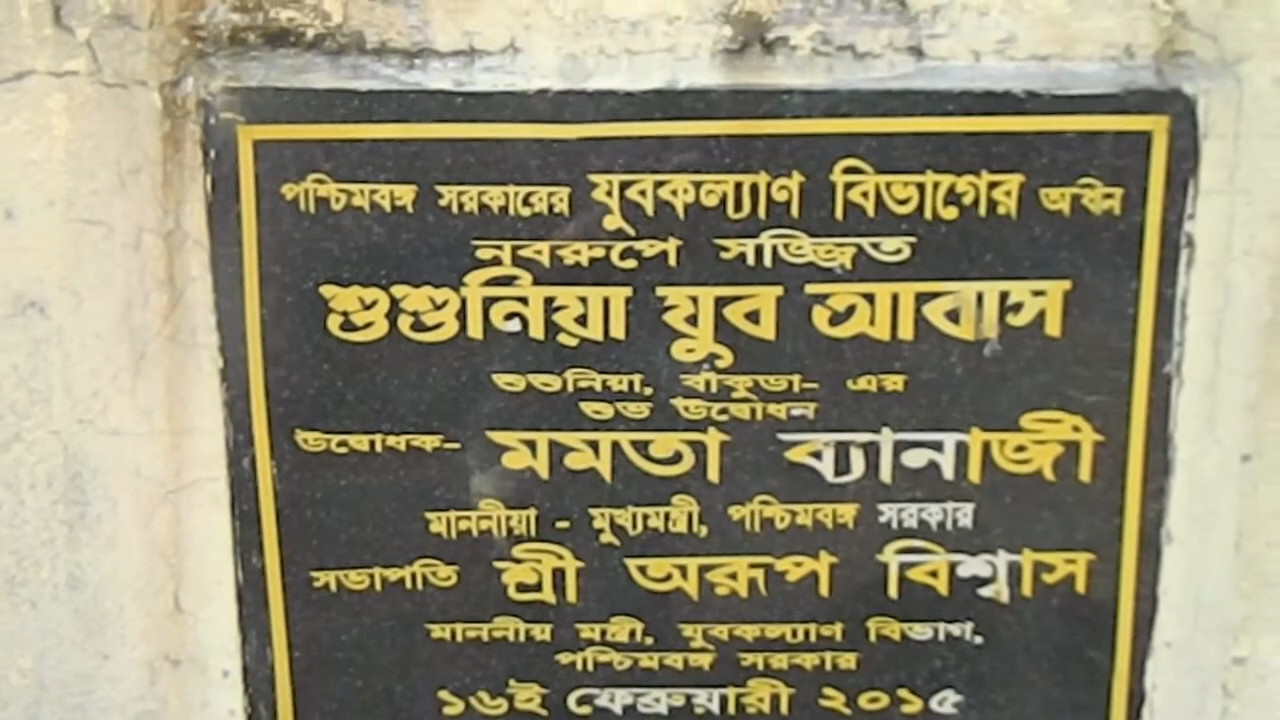 পশ্চিমবঙ্গ সরকারের যুবকল্যাণ বিভাগের অধীন
নবরুপে সজ্জিত
শুশুনিয়া যুব আবাস
শুশুনিয়া, বাঁকুডা- এর
শুভ উদ্বোধন
উদ্বোধক- মমতা ব্যানার্জী
মাননীয়া - মুখ্যমন্ত্রী, পশ্চিমবঙ্গ সরকার
সভাপতি শ্রী অরূপ বিশ্বাস
মাননীয় মন্ত্রী, যুবকল্যাণ বিভাগ,
পশ্চিমবঙ্গ সরকার
১৬ই ফেব্রুয়ারী ২০১৫